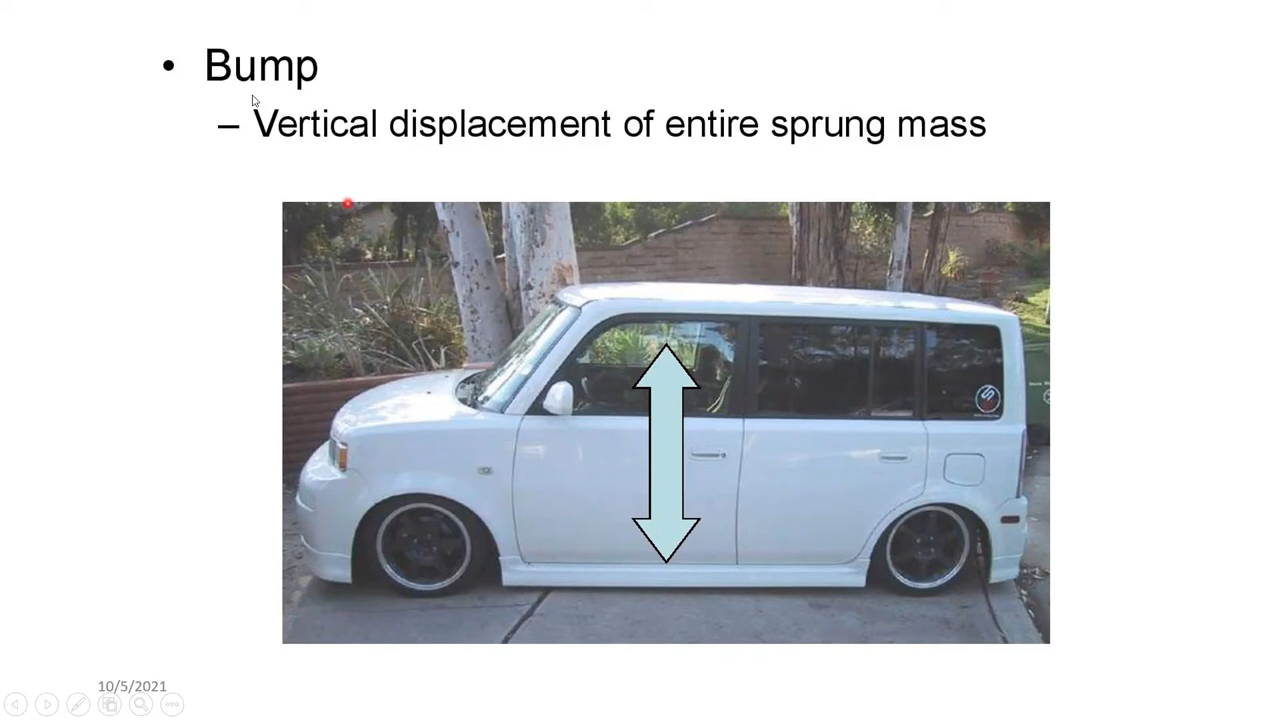 • Bump
– Vertical displacement of entire sprung mass
10/5/2021